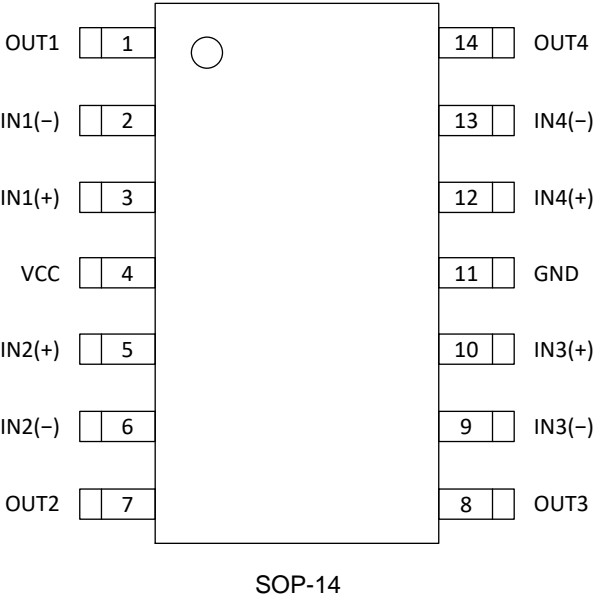 OUT1 1 14 OUT4
IN1(−) 2 13 IN4(−)
IN1(+) 3 12 IN4(+)
VCC 4 11 GND
IN2(+) 5 10 IN3(+)
IN2(−) 6 9 IN3(−)
OUT2 7 8 OUT3
SOP-14